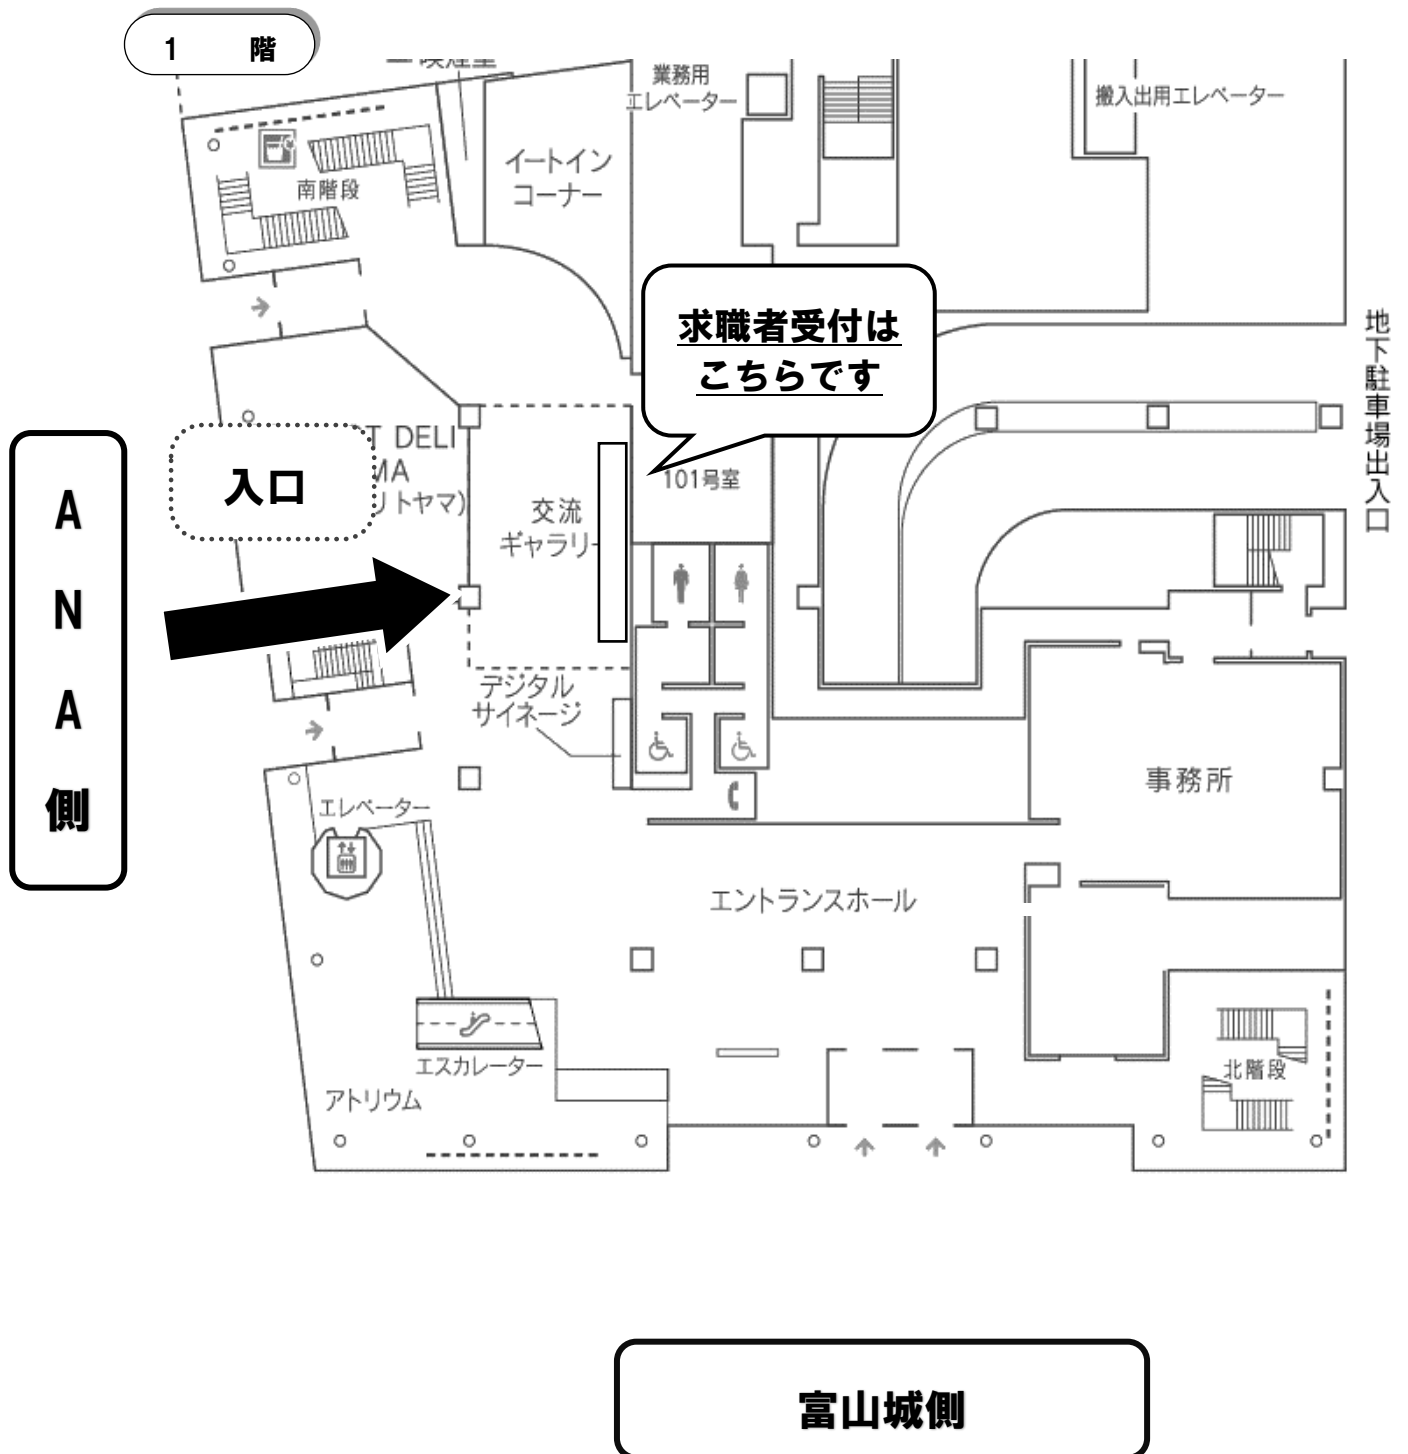 1 階
業務用
エレベーター
搬入出用エレベーター
イートイン
コーナー
南階段
求職者受付は
こちらです
地下駐車場出入口
T DELI
MA
リトヤマ)
入口
101号室
交流
ギャラリー
ANA側
デジタル
サイネージ
事務所
エレベーター
エントランスホール
エスカレーター
アトリウム
北階段
富山城側